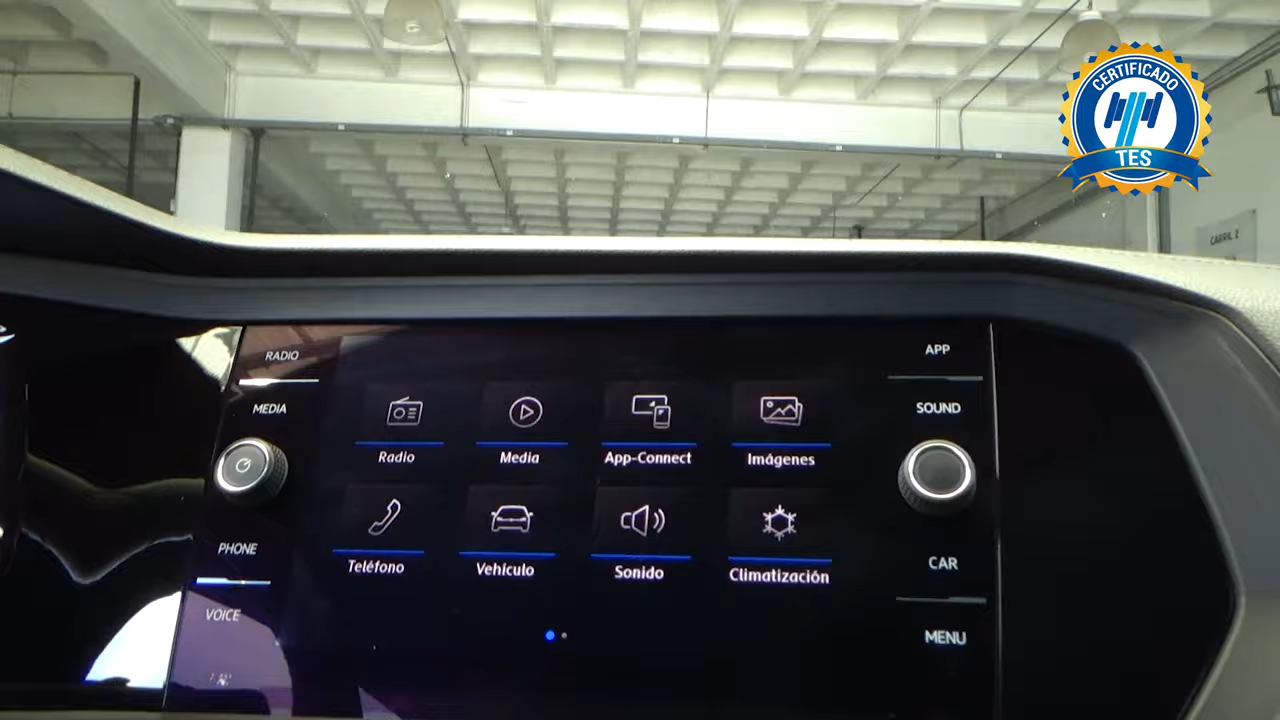 CERTIFICADO
TES
CARRIL 2
RADIO
MEDIA
PHONE
VOICE
Radio
Media
App-Connect
Imágenes
Teléfono
Vehículo
Sonido
Climatización
APP
SOUND
CAR
MENU